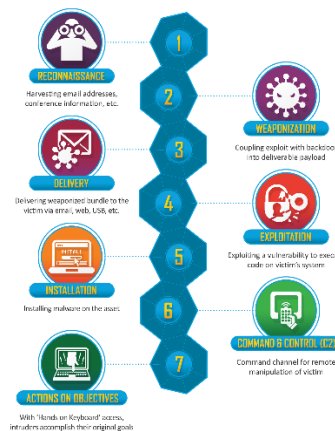 1
RECONNAISSANCE
Harvesting email addresses,
conference information, etc.
2
WEAPONIZATION
Coupling exploit with backdoor
into deliverable payload
3
DELIVERY
Delivering weaponized bundle to the
victim via email, web, USB, etc.
4
EXPLOITATION
Exploiting a vulnerability to exec
code on victim's system
5
INSTALLATION
Installing malware on the asset
6
COMMAND & CONTROL (C2)
Command channel for remote
manipulation of victim
7
ACTIONS ON OBJECTIVES
With 'Hands on Keyboard' access,
intruders accomplish their original goals